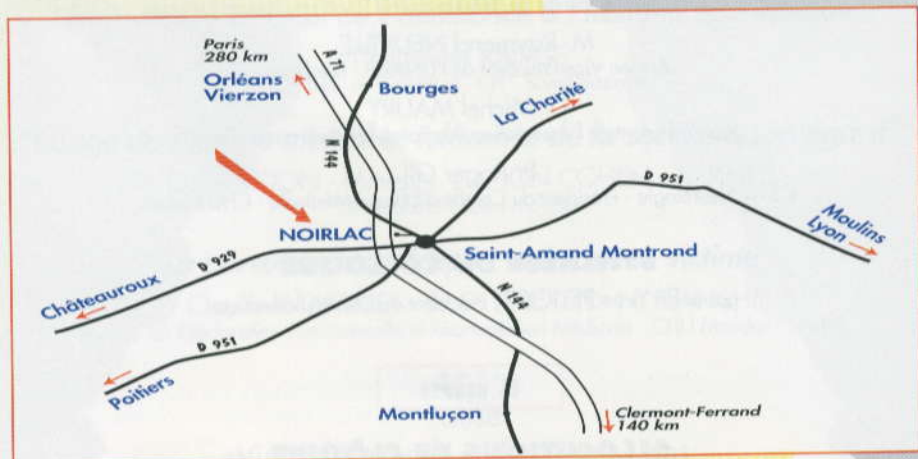 Paris
280 km
Orléans
Vierzon
A 71
Bourges
La Charité
N 144
D 951
Moulins
Lyon
NOIRLAC
Saint-Amand Montrond
D 929
Châteauroux
N 144
D 951
Poitiers
Montluçon
Clermont-Ferrand
140 km